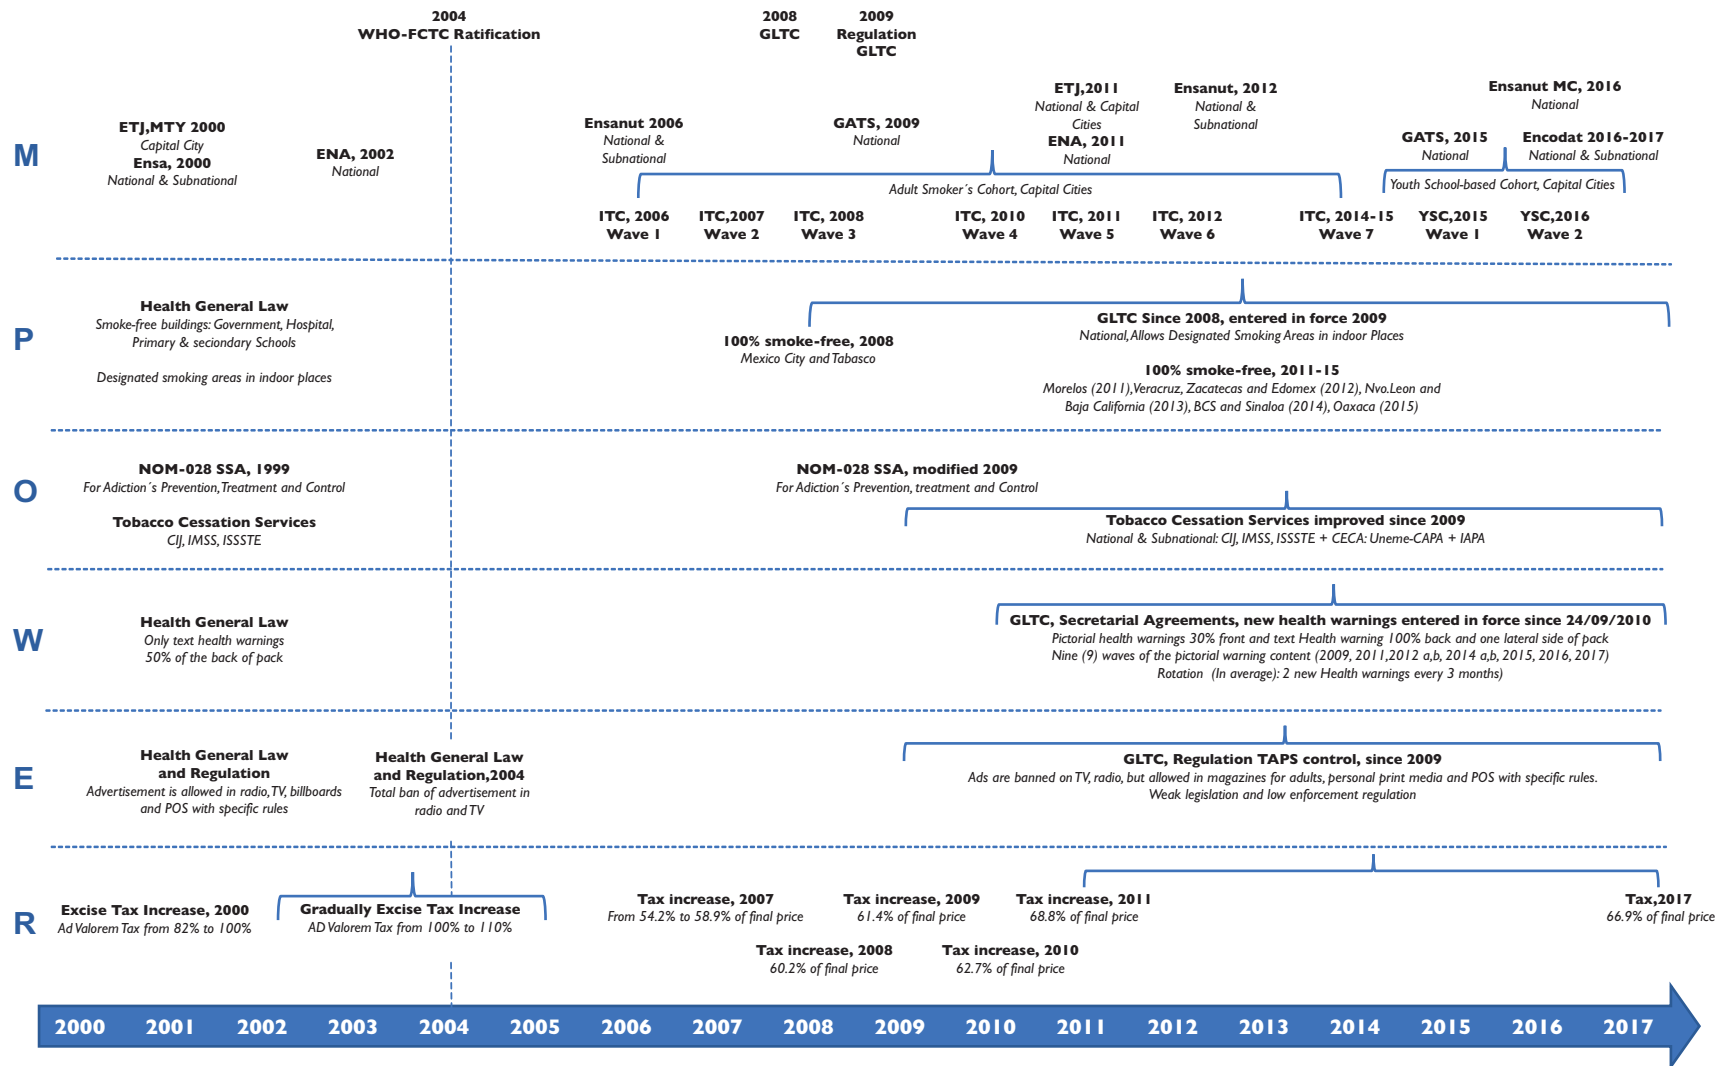 2004
WHO-FCTC Ratification
2008
GLTC
2009
Regulation
GLTC
M
ETJ,MTY 2000
Capital City
Ensa, 2000
National & Subnational
ENA, 2002
National
Ensanut 2006
National &
Subnational
GATS, 2009
National
ETJ,2011
National & Capital
Cities
ENA, 2011
National
Ensanut, 2012
National &
Subnational
Ensanut MC, 2016
National
GATS, 2015
National
Encodat 2016-2017
National & Subnational
Adult Smoker´s Cohort, Capital Cities
Youth School-based Cohort, Capital Cities
ITC, 2006
Wave 1
ITC,2007
Wave 2
ITC, 2008
Wave 3
ITC, 2010
Wave 4
ITC, 2011
Wave 5
ITC, 2012
Wave 6
ITC, 2014-15
Wave 7
YSC,2015
Wave 1
YSC,2016
Wave 2
P
Health General Law
Smoke-free buildings: Government, Hospital,
Primary & seciondary Schools
Designated smoking areas in indoor places
100% smoke-free, 2008
Mexico City and Tabasco
GLTC Since 2008, entered in force 2009
National, Allows Designated Smoking Areas in indoor Places
100% smoke-free, 2011-15
Morelos (2011), Veracruz, Zacatecas and Edomex (2012), Nvo. Leon and
Baja California (2013), BCS and Sinaloa (2014), Oaxaca (2015)
O
NOM-028 SSA, 1999
For Adiction´s Prevention, Treatment and Control
Tobacco Cessation Services
CIJ, IMSS, ISSSTE
NOM-028 SSA, modified 2009
For Adiction´s Prevention, treatment and Control
Tobacco Cessation Services improved since 2009
National & Subnational: CIJ, IMSS, ISSSTE + CECA: Uneme-CAPA + IAPA
W
Health General Law
Only text health warnings
50% of the back of pack
GLTC, Secretarial Agreements, new health warnings entered in force since 24/09/2010
Pictorial health warnings 30% front and text Health warning 100% back and one lateral side of pack
Nine (9) waves of the pictorial warning content (2009, 2011,2012 a,b, 2014 a,b, 2015, 2016, 2017)
Rotation (In average): 2 new Health warnings every 3 months)
E
Health General Law
and Regulation
Advertisement is allowed in radio, TV, billboards
and POS with specific rules
Health General Law
and Regulation,2004
Total ban of advertisement in
radio and TV
GLTC, Regulation TAPS control, since 2009
Ads are banned on TV, radio, but allowed in magazines for adults, personal print media and POS with specific rules.
Weak legislation and low enforcement regulation
R
Excise Tax Increase, 2000
Ad Valorem Tax from 82% to 100%
Gradually Excise Tax Increase
AD Valorem Tax from 100% to 110%
Tax increase, 2007
From 54.2% to 58.9% of final price
Tax increase, 2008
60.2% of final price
Tax increase, 2009
61.4% of final price
Tax increase, 2010
62.7% of final price
Tax increase, 2011
68.8% of final price
Tax,2017
66.9% of final price
2000 2001 2002 2003 2004 2005 2006 2007 2008 2009 2010 2011 2012 2013 2014 2015 2016 2017